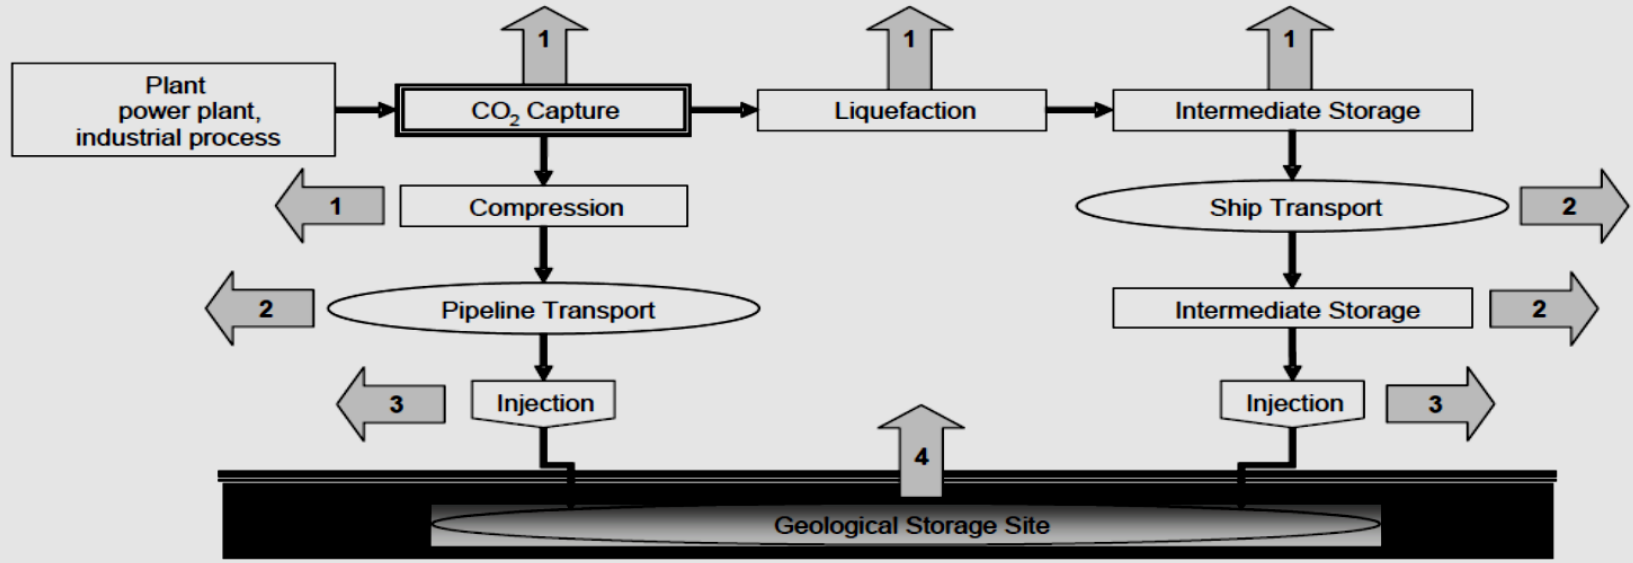 1
1
1
Plant
power plant,
industrial process
CO₂ Capture
Liquefaction
Intermediate Storage
1
Compression
Ship Transport
2
2
Pipeline Transport
Intermediate Storage
2
3
Injection
Injection
3
4
Geological Storage Site